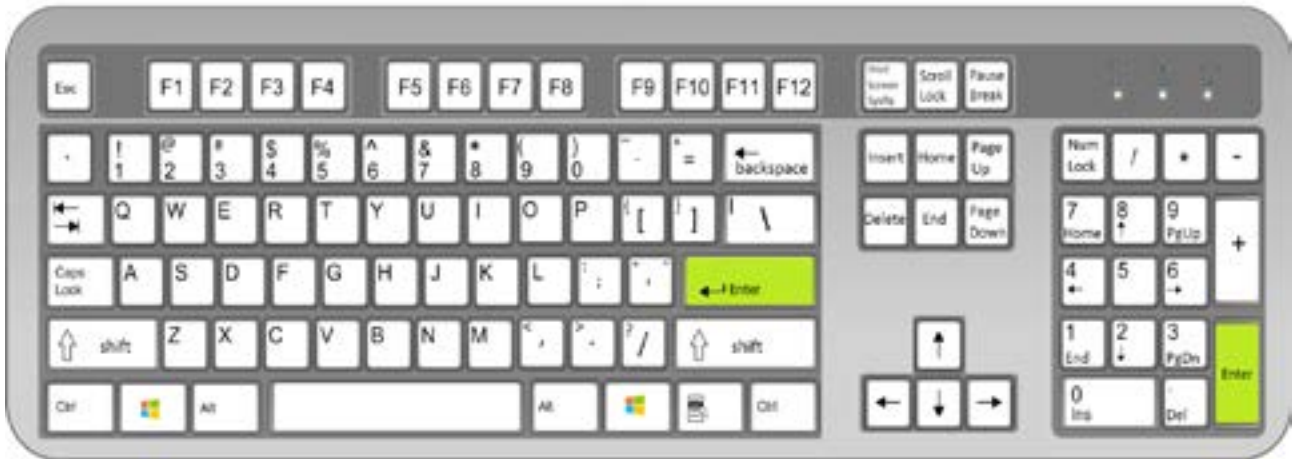 Esc F1 F2 F3 F4 F5 F6 F7 F8 F9 F10 F11 F12 Scroll Lock Pause Break
! 1 @ 2 # 3 $ 4 % 5 ^ 6 & 7 * 8 ( 9 ) 0 - = ← backspace Insert Home Page Up Num Lock / * -
Q W E R T Y U I O P { [ } ] | \ Delete End Page Down 7 Home 8 ↑ 9 PgUp +
Caps Lock A S D F G H J K L : ; " ' Enter 4 ← 5 6 →
shift Z X C V B N M < , > . ? / shift ↑ 1 End 2 ↓ 3 PgDn Enter
Ctrl Alt Alt Ctrl ← ↓ → 0 Ins . Del